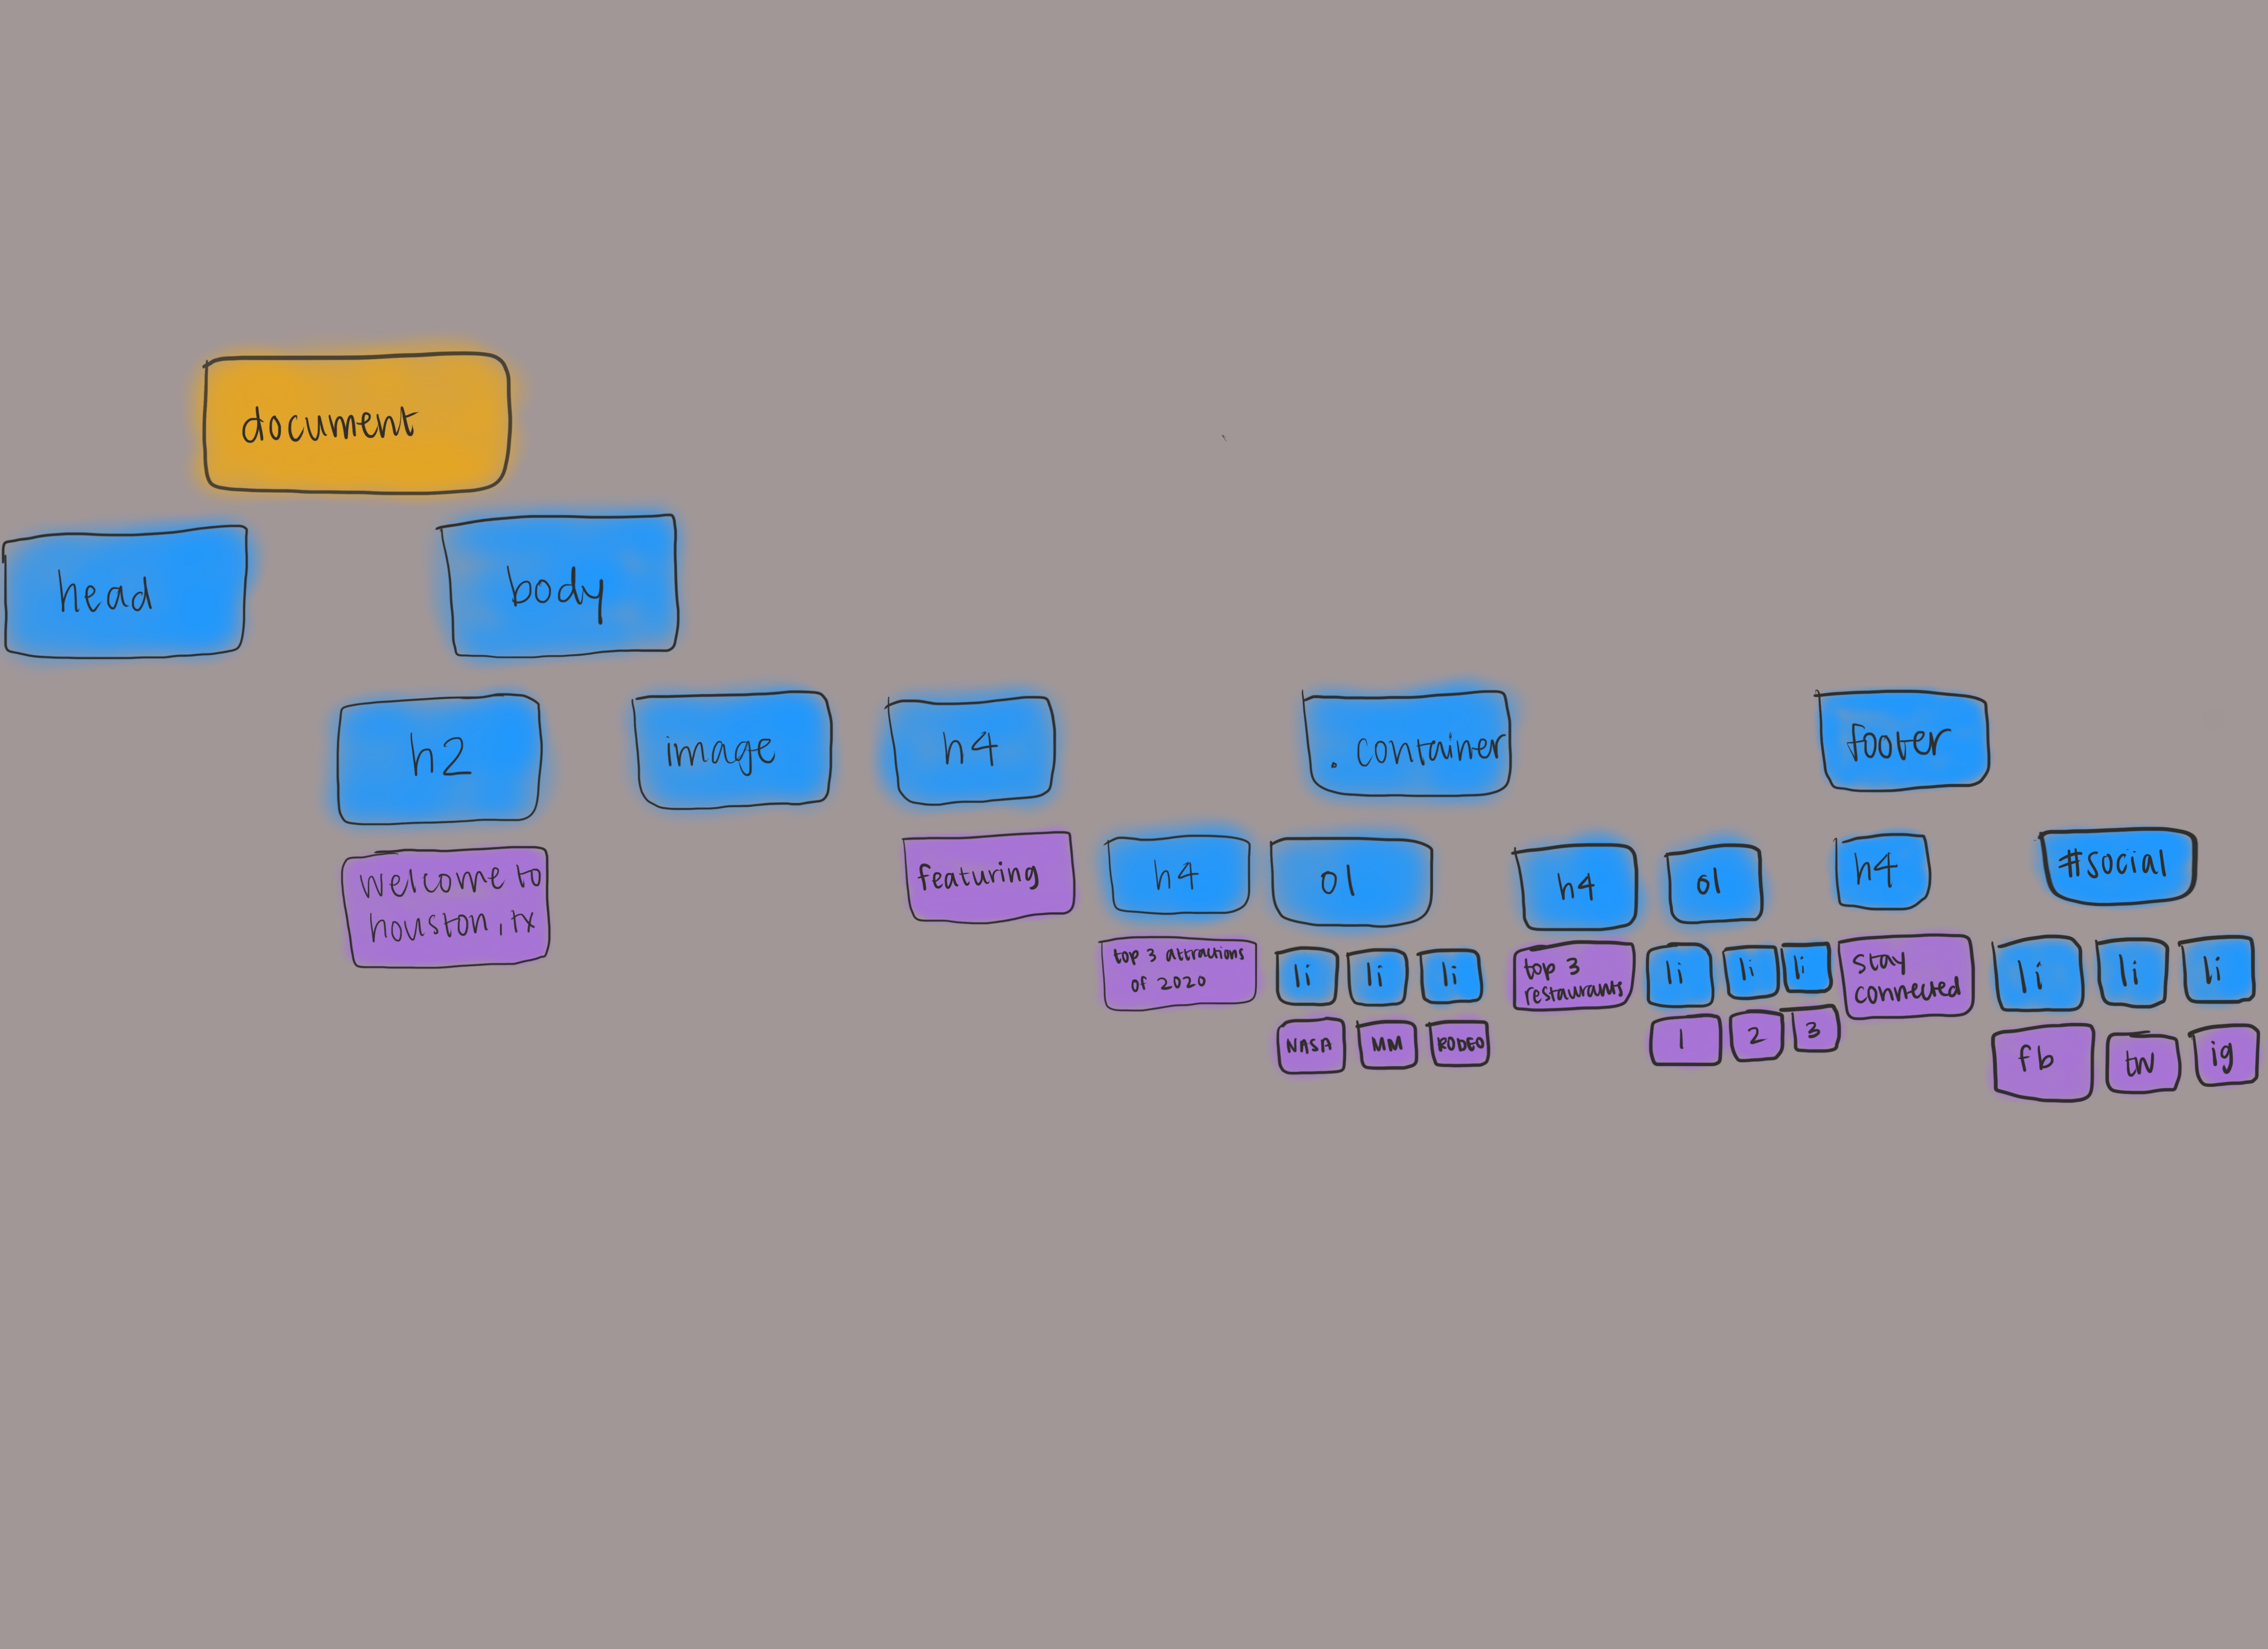 document
head
body
h2
image
h4
. container
footer
welcome to
houston, tx
featuring
h4
ol
h4
ol
h4
#social
top 3 attractions
of 2020
li
li
li
top 3
restaurants
li
li
li
stay
connected
li
li
li
NASA
MM
RODEO
1
2
3
fb
tw
ig